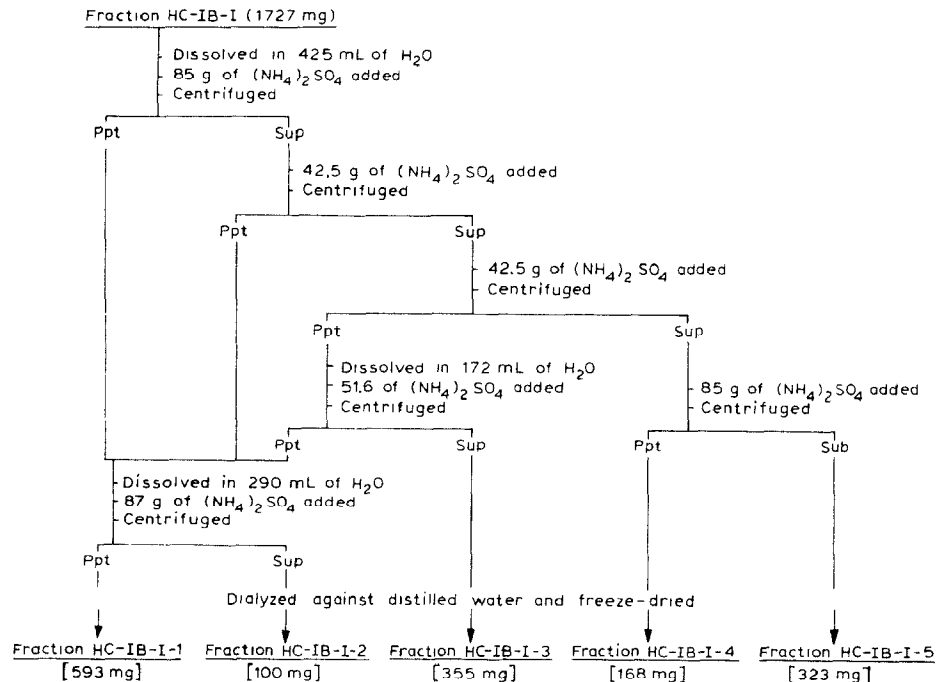 Fraction HC-IB-I (1727 mg)
Dissolved in 425 mL of H₂O
85 g of (NH₄)₂SO₄ added
Centrifuged
Ppt Sup
42,5 g of (NH₄)₂SO₄ added
Centrifuged
Ppt Sup
42.5 g of (NH₄)₂SO₄ added
Centrifuged
Ppt Sup
Dissolved in 172 mL of H₂O
51.6 of (NH₄)₂SO₄ added
Centrifuged
85 g of (NH₄)₂SO₄ added
Centrifuged
Ppt Sup Ppt Sub
Dissolved in 290 mL of H₂O
87 g of (NH₄)₂SO₄ added
Centrifuged
Ppt Sup
Dialyzed against distilled water and freeze-dried
Fraction HC-IB-I-1 Fraction HC-IB-I-2 Fraction HC-IB-I-3 Fraction HC-IB-I-4 Fraction HC-IB-I-5
[593 mg] [100 mg] [355 mg] [168 mg] [323 mg]